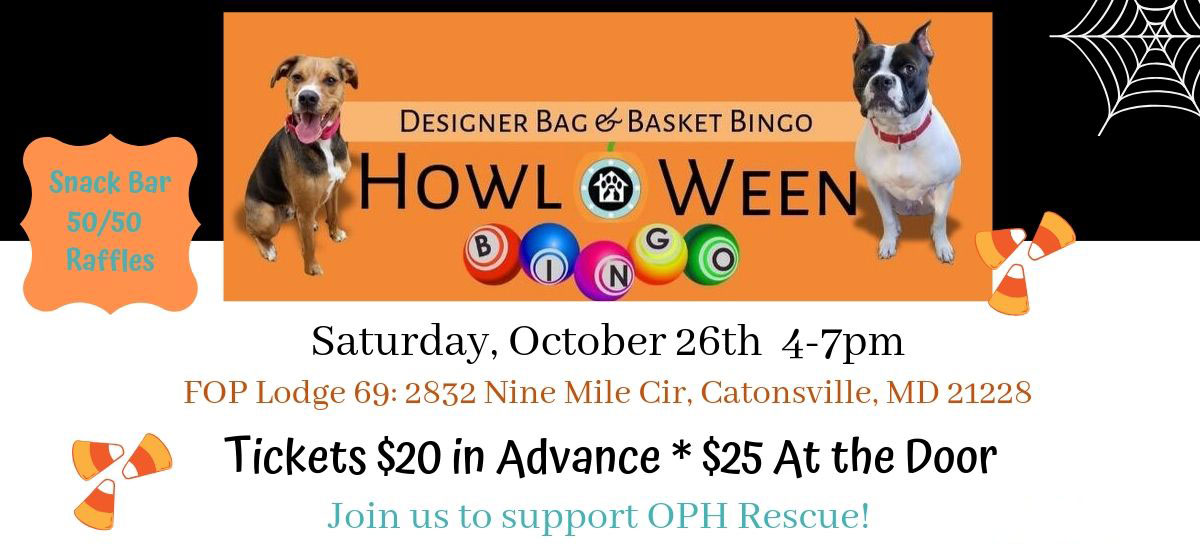 Designer Bag & Basket Bingo
Howl Ween
B I N G O
Snack Bar
50/50
Raffles
Saturday, October 26th 4-7pm
FOP Lodge 69: 2832 Nine Mile Cir, Catonsville, MD 21228
Tickets $20 in Advance * $25 At the Door
Join us to support OPH Rescue!